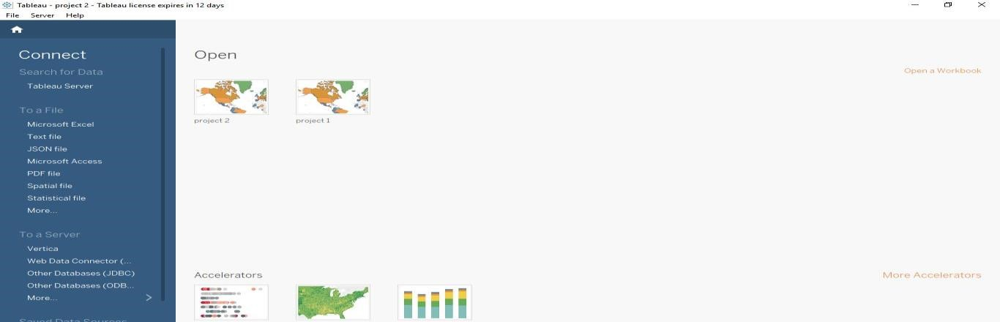 Tableau - project 2 - Tableau license expires in 12 days
File Server Help
Connect
Search for Data
Tableau Server
To a File
Microsoft Excel
Text file
JSON file
Microsoft Access
PDF file
Spatial file
Statistical file
More...
To a Server
Vertica
Web Data Connector (...
Other Databases (JDBC)
Other Databases (ODB...
More...
Saved Data Sources
Open
Open a Workbook
project 2
project 1
Accelerators
More Accelerators